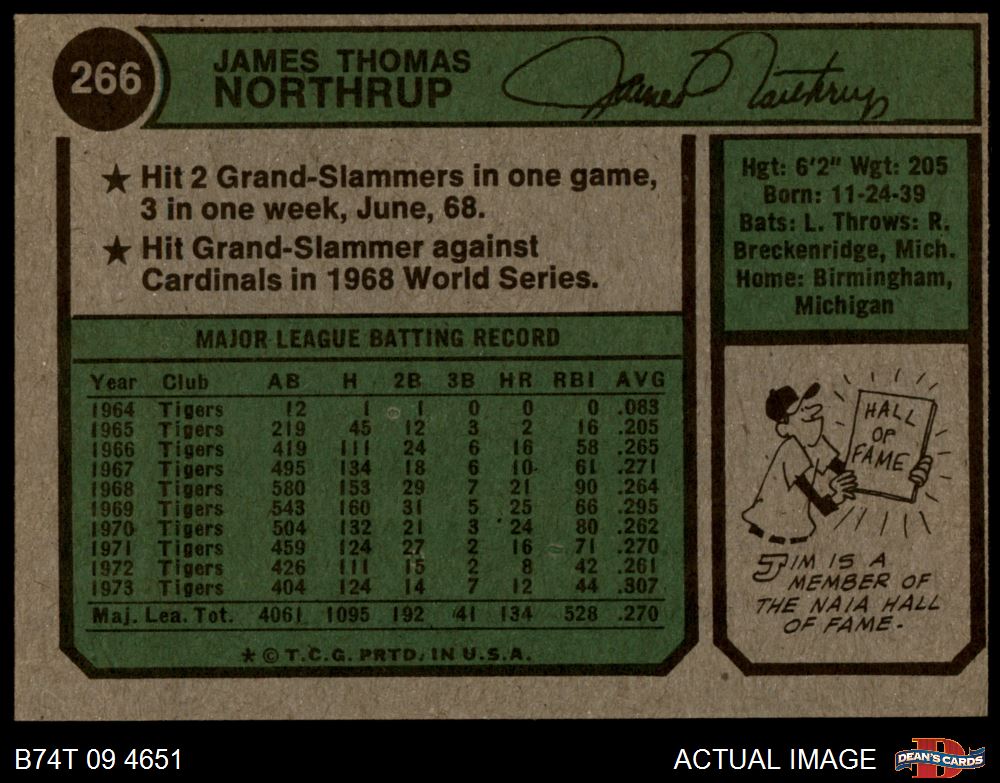 266
JAMES THOMAS
NORTHRUP
James Northrup
★ Hit 2 Grand-Slammers in one game,
3 in one week, June, 68.
★ Hit Grand-Slammer against
Cardinals in 1968 World Series.
Hgt: 6'2" Wgt: 205
Born: 11-24-39
Bats: L. Throws: R.
Breckenridge, Mich.
Home: Birmingham,
Michigan
MAJOR LEAGUE BATTING RECORD
Year Club AB H 2B 3B HR RBI AVG
1964 Tigers 12 1 1 0 0 0 .083
1965 Tigers 219 45 12 3 2 16 .205
1966 Tigers 419 111 24 6 16 58 .265
1967 Tigers 495 134 18 6 10 61 .271
1968 Tigers 580 153 29 7 21 90 .264
1969 Tigers 543 160 31 5 25 66 .295
1970 Tigers 504 132 21 3 24 80 .262
1971 Tigers 459 124 27 2 16 71 .270
1972 Tigers 426 111 15 2 8 42 .261
1973 Tigers 404 124 14 7 12 44 .307
Maj. Lea. Tot. 4061 1095 192 41 134 528 .270
★ © T.C.G. PRTD. IN U.S.A.
HALL
OF
FAME
JIM IS A
MEMBER OF
THE NAIA HALL
OF FAME.
B74T 09 4651
ACTUAL IMAGE
D
DEAN'S CARDS